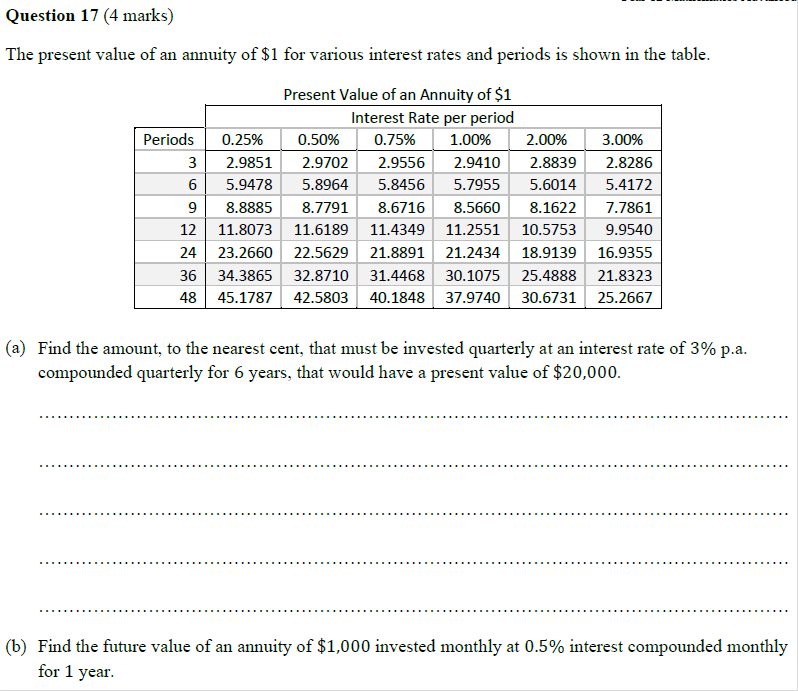 Question 17 (4 marks)
The present value of an annuity of $1 for various interest rates and periods is shown in the table.
Present Value of an Annuity of $1
Interest Rate per period
Periods 0.25% 0.50% 0.75% 1.00% 2.00% 3.00%
3 2.9851 2.9702 2.9556 2.9410 2.8839 2.8286
6 5.9478 5.8964 5.8456 5.7955 5.6014 5.4172
9 8.8885 8.7791 8.6716 8.5660 8.1622 7.7861
12 11.8073 11.6189 11.4349 11.2551 10.5753 9.9540
24 23.2660 22.5629 21.8891 21.2434 18.9139 16.9355
36 34.3865 32.8710 31.4468 30.1075 25.4888 21.8323
48 45.1787 42.5803 40.1848 37.9740 30.6731 25.2667
(a) Find the amount, to the nearest cent, that must be invested quarterly at an interest rate of 3% p.a.
compounded quarterly for 6 years, that would have a present value of $20,000.
(b) Find the future value of an annuity of $1,000 invested monthly at 0.5% interest compounded monthly
for 1 year.